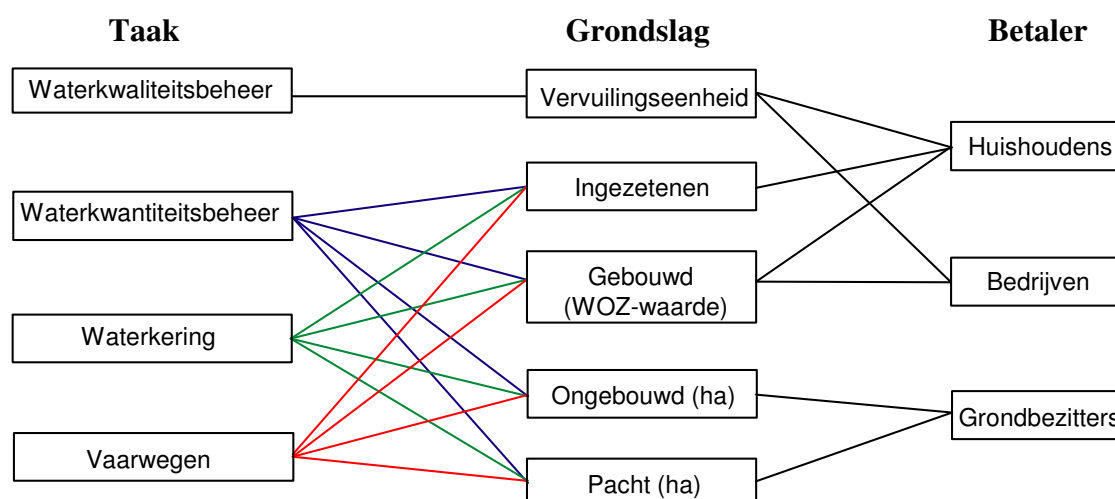 Taak
Grondslag
Betaler
Waterkwaliteitsbeheer
Vervuilingseenheid
Huishoudens
Waterkwantiteitsbeheer
Ingezetenen
Gebouwd
(WOZ-waarde)
Bedrijven
Waterkering
Ongebouwd (ha)
Grondbezitters
Vaarwegen
Pacht (ha)